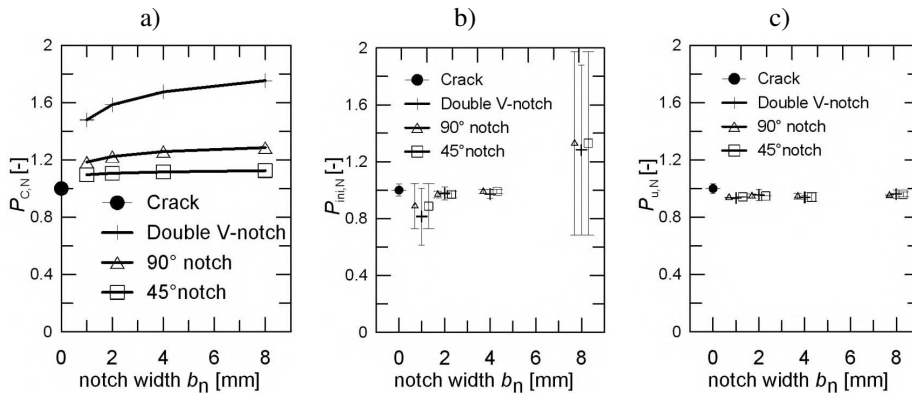 a)
2
1.6
1.2
0.8
0.4
0
P_C,N [-]
Crack
Double V-notch
90° notch
45°notch
0 2 4 6 8
notch width b_n [mm]
b)
2
1.6
1.2
0.8
0.4
0
P_ini,N [-]
Crack
Double V-notch
90° notch
45°notch
0 2 4 6 8
notch width b_n [mm]
c)
2
1.6
1.2
0.8
0.4
0
P_u,N [-]
Crack
Double V-notch
90° notch
45°notch
0 2 4 6 8
notch width b_n [mm]